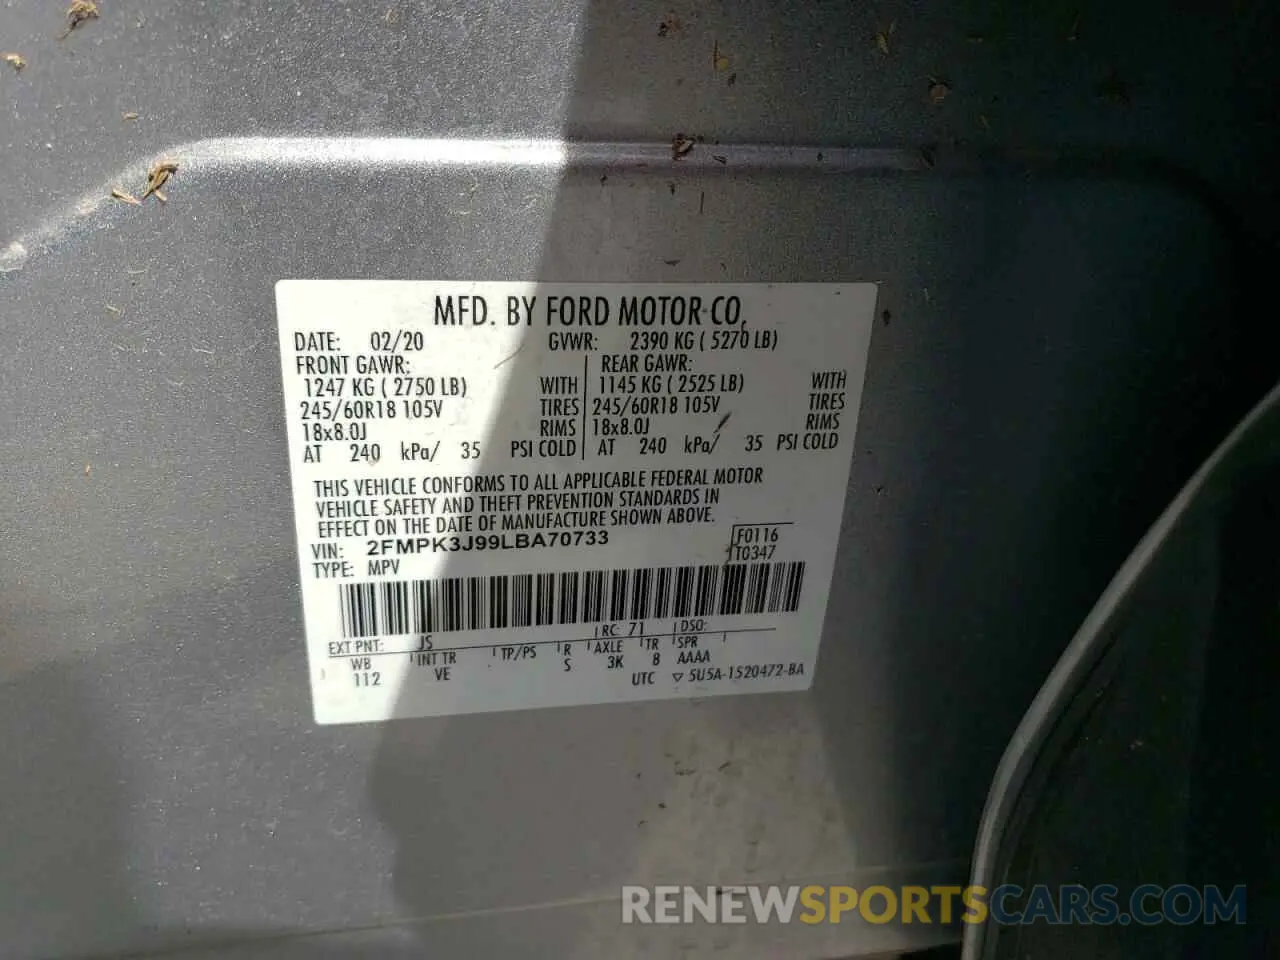 MFD. BY FORD MOTOR CO.
DATE: 02/20 GVWR: 2390 KG ( 5270 LB)
FRONT GAWR: REAR GAWR:
1247 KG ( 2750 LB) WITH 1145 KG ( 2525 LB) WITH
245/60R18 105V TIRES 245/60R18 105V TIRES
18x8.0J RIMS 18x8.0J RIMS
AT 240 kPa/ 35 PSI COLD AT 240 kPa/ 35 PSI COLD
THIS VEHICLE CONFORMS TO ALL APPLICABLE FEDERAL MOTOR
VEHICLE SAFETY AND THEFT PREVENTION STANDARDS IN
EFFECT ON THE DATE OF MANUFACTURE SHOWN ABOVE.
VIN: 2FMPK3J99LBA70733 F0116
TYPE: MPV T0347
EXT PNT: JS RC: 71 DSO:
WB INT TR TP/PS R AXLE TR SPR
112 VE S 3K 8 AAAA
UTC ▽ 5U5A-1520472-BA
RENEWSPORTSCARS.COM